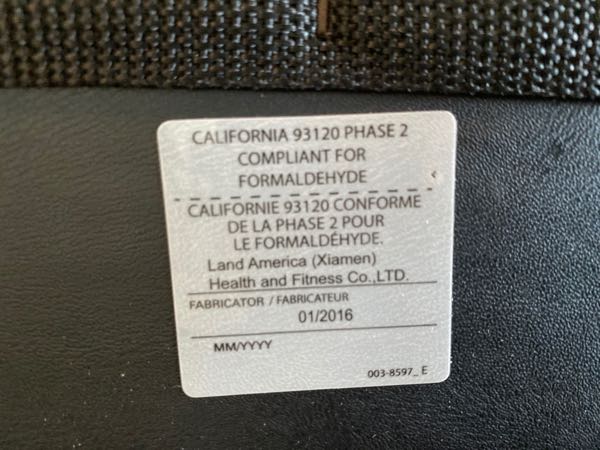 CALIFORNIA 93120 PHASE 2
COMPLIANT FOR
FORMALDEHYDE
CALIFORNIE 93120 CONFORME
DE LA PHASE 2 POUR
LE FORMALDÉHYDE.
Land America (Xiamen)
Health and Fitness Co.,LTD.
FABRICATOR / FABRICATEUR
01/2016
MM/YYYY
003-8597_ E